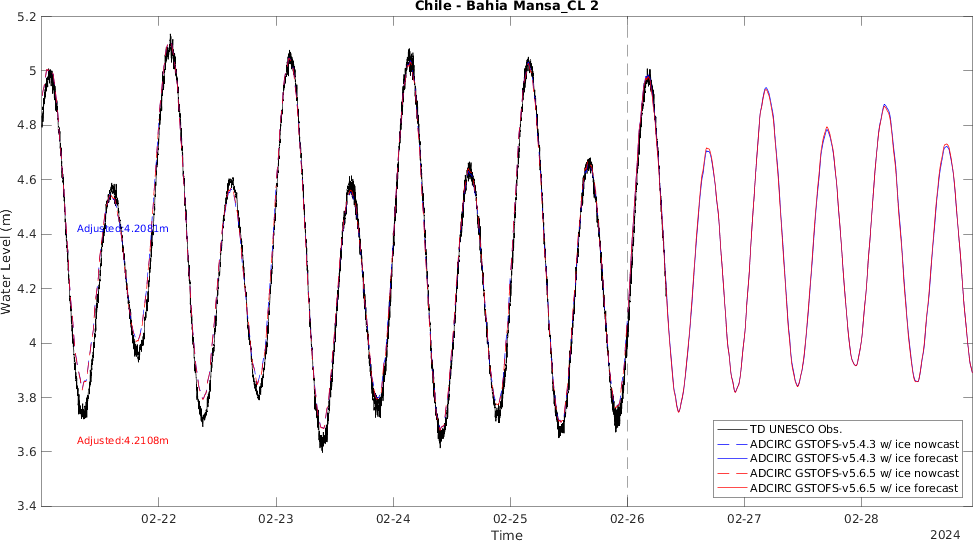 Chile - Bahia Mansa_CL 2
5.2
5
4.8
4.6
4.4
4.2
4
3.8
3.6
3.4
Water Level (m)
Adjusted:4.2081m
Adjusted:4.2108m
TD UNESCO Obs.
ADCIRC GSTOFS-v5.4.3 w/ ice nowcast
ADCIRC GSTOFS-v5.4.3 w/ ice forecast
ADCIRC GSTOFS-v5.6.5 w/ ice nowcast
ADCIRC GSTOFS-v5.6.5 w/ ice forecast
02-22 02-23 02-24 02-25 02-26 02-27 02-28
Time
2024